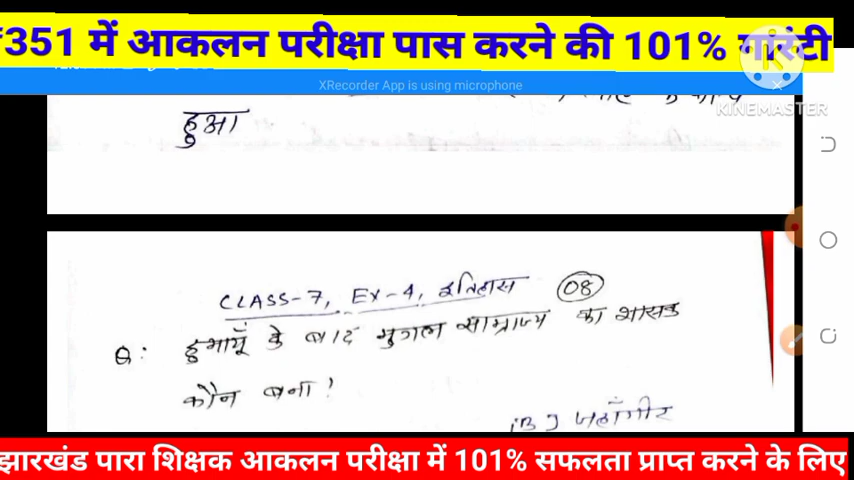 ₹351 में आकलन परीक्षा पास करने की 101% गारंटी
XRecorder App is using microphone
KINEMASTER
हुआ
CLASS-7, EX-4, इतिहास 08
Q: हुमायूँ के बाद मुगल साम्राज्य का शासक
कौन बना?
(B) जहाँगीर
झारखंड पारा शिक्षक आकलन परीक्षा में 101% सफलता प्राप्त करने के लिए